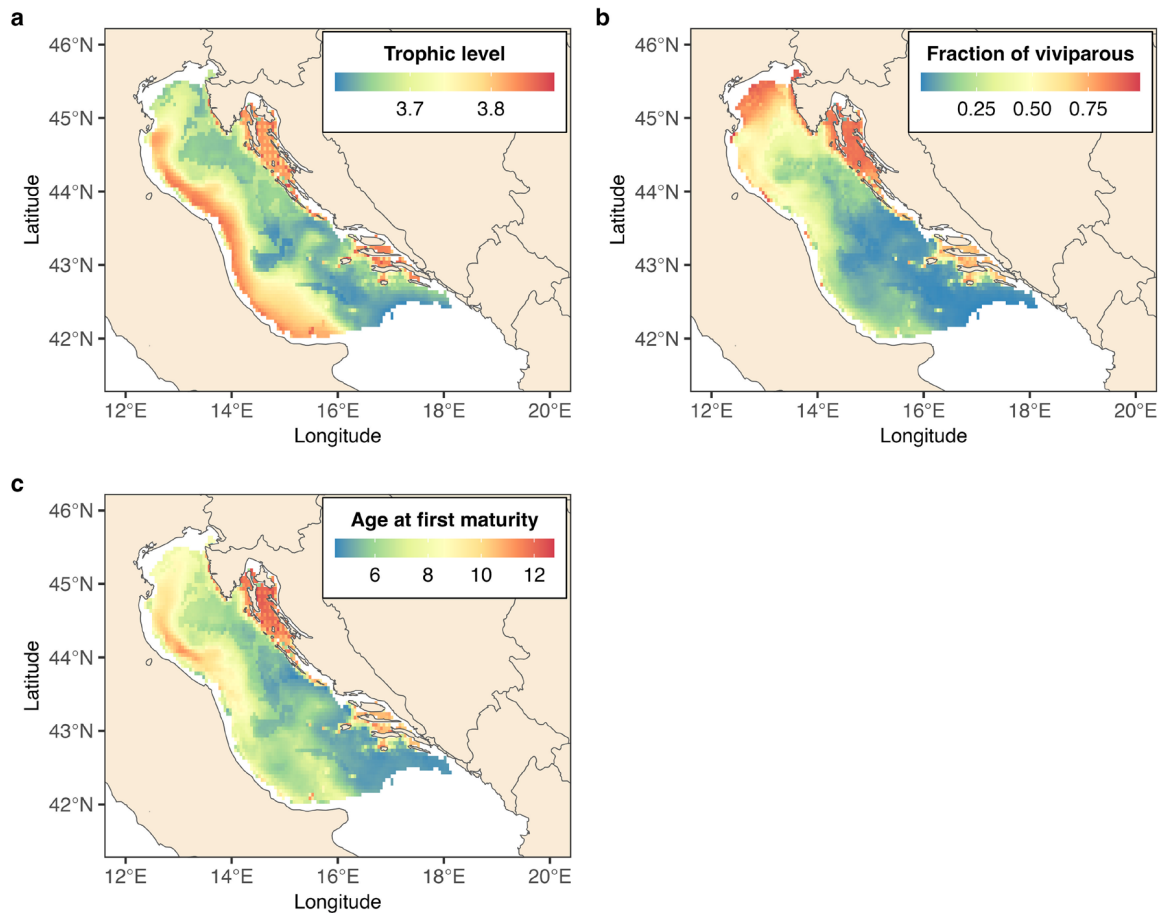 a
Trophic level
3.7 3.8
46°N
45°N
44°N
43°N
42°N
Latitude
12°E 14°E 16°E 18°E 20°E
Longitude
b
Fraction of viviparous
0.25 0.50 0.75
46°N
45°N
44°N
43°N
42°N
Latitude
12°E 14°E 16°E 18°E 20°E
Longitude
c
Age at first maturity
6 8 10 12
46°N
45°N
44°N
43°N
42°N
Latitude
12°E 14°E 16°E 18°E 20°E
Longitude